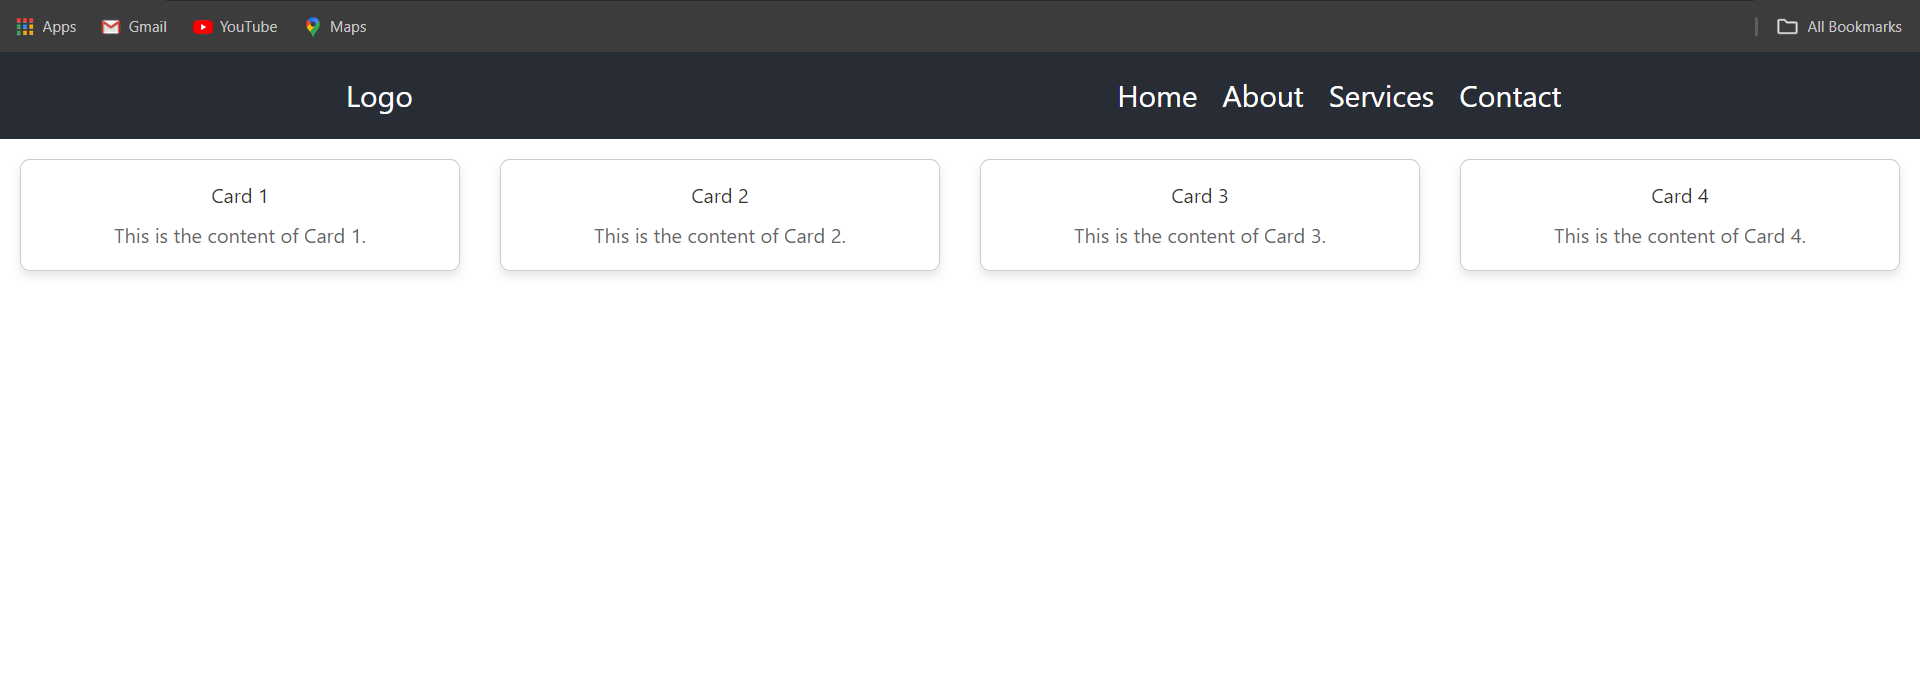 Apps Gmail YouTube Maps All Bookmarks
Logo Home About Services Contact
Card 1 Card 2 Card 3 Card 4
This is the content of Card 1. This is the content of Card 2. This is the content of Card 3. This is the content of Card 4.